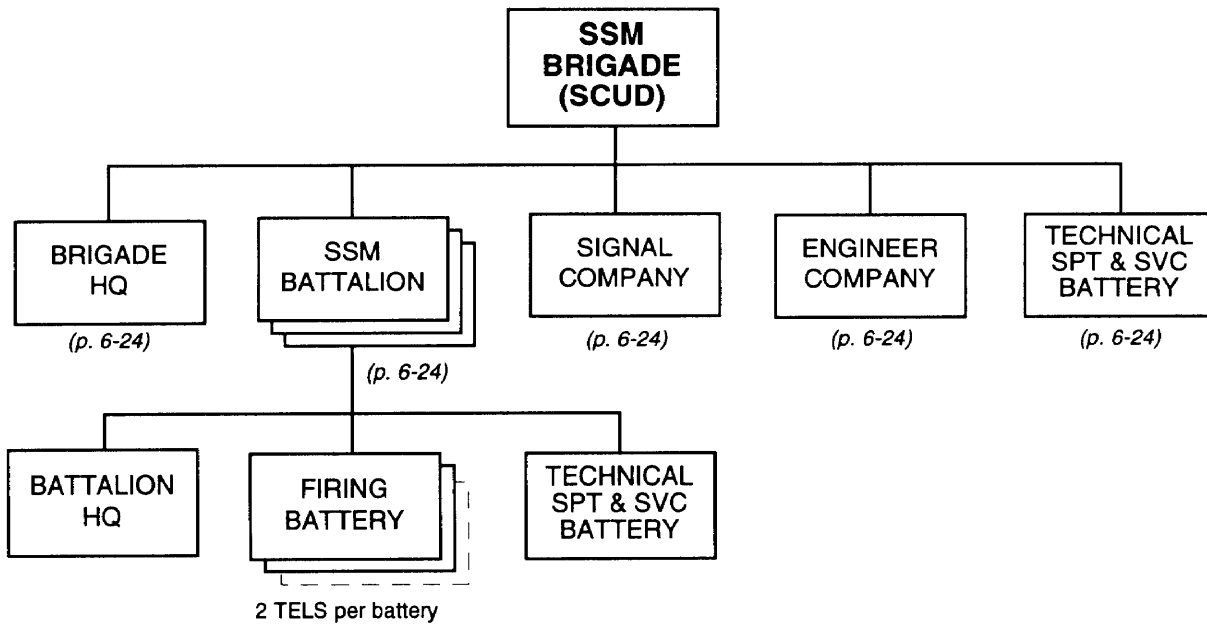 SSM
BRIGADE
(SCUD)
BRIGADE
HQ
(p. 6-24)
SSM
BATTALION
(p. 6-24)
SIGNAL
COMPANY
(p. 6-24)
ENGINEER
COMPANY
(p. 6-24)
TECHNICAL
SPT & SVC
BATTERY
(p. 6-24)
BATTALION
HQ
FIRING
BATTERY
2 TELS per battery
TECHNICAL
SPT & SVC
BATTERY